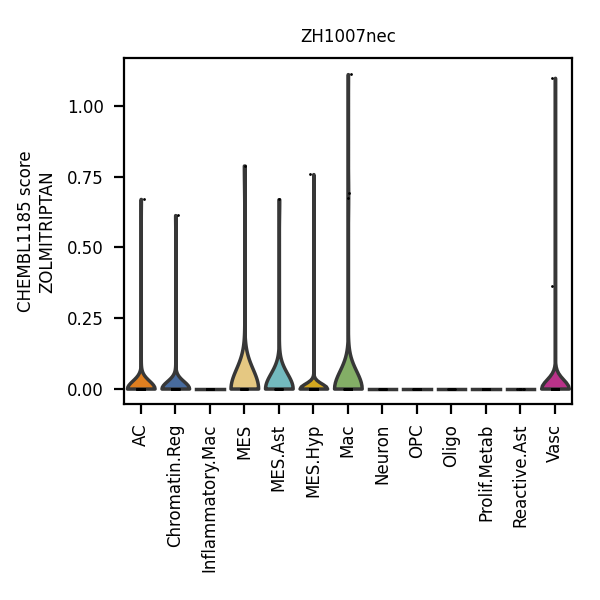 ZH1007nec
CHEMBL1185 score
ZOLMITRIPTAN
1.00
0.75
0.50
0.25
0.00
AC
Chromatin.Reg
Inflammatory.Mac
MES
MES.Ast
MES.Hyp
Mac
Neuron
OPC
Oligo
Prolif.Metab
Reactive.Ast
Vasc